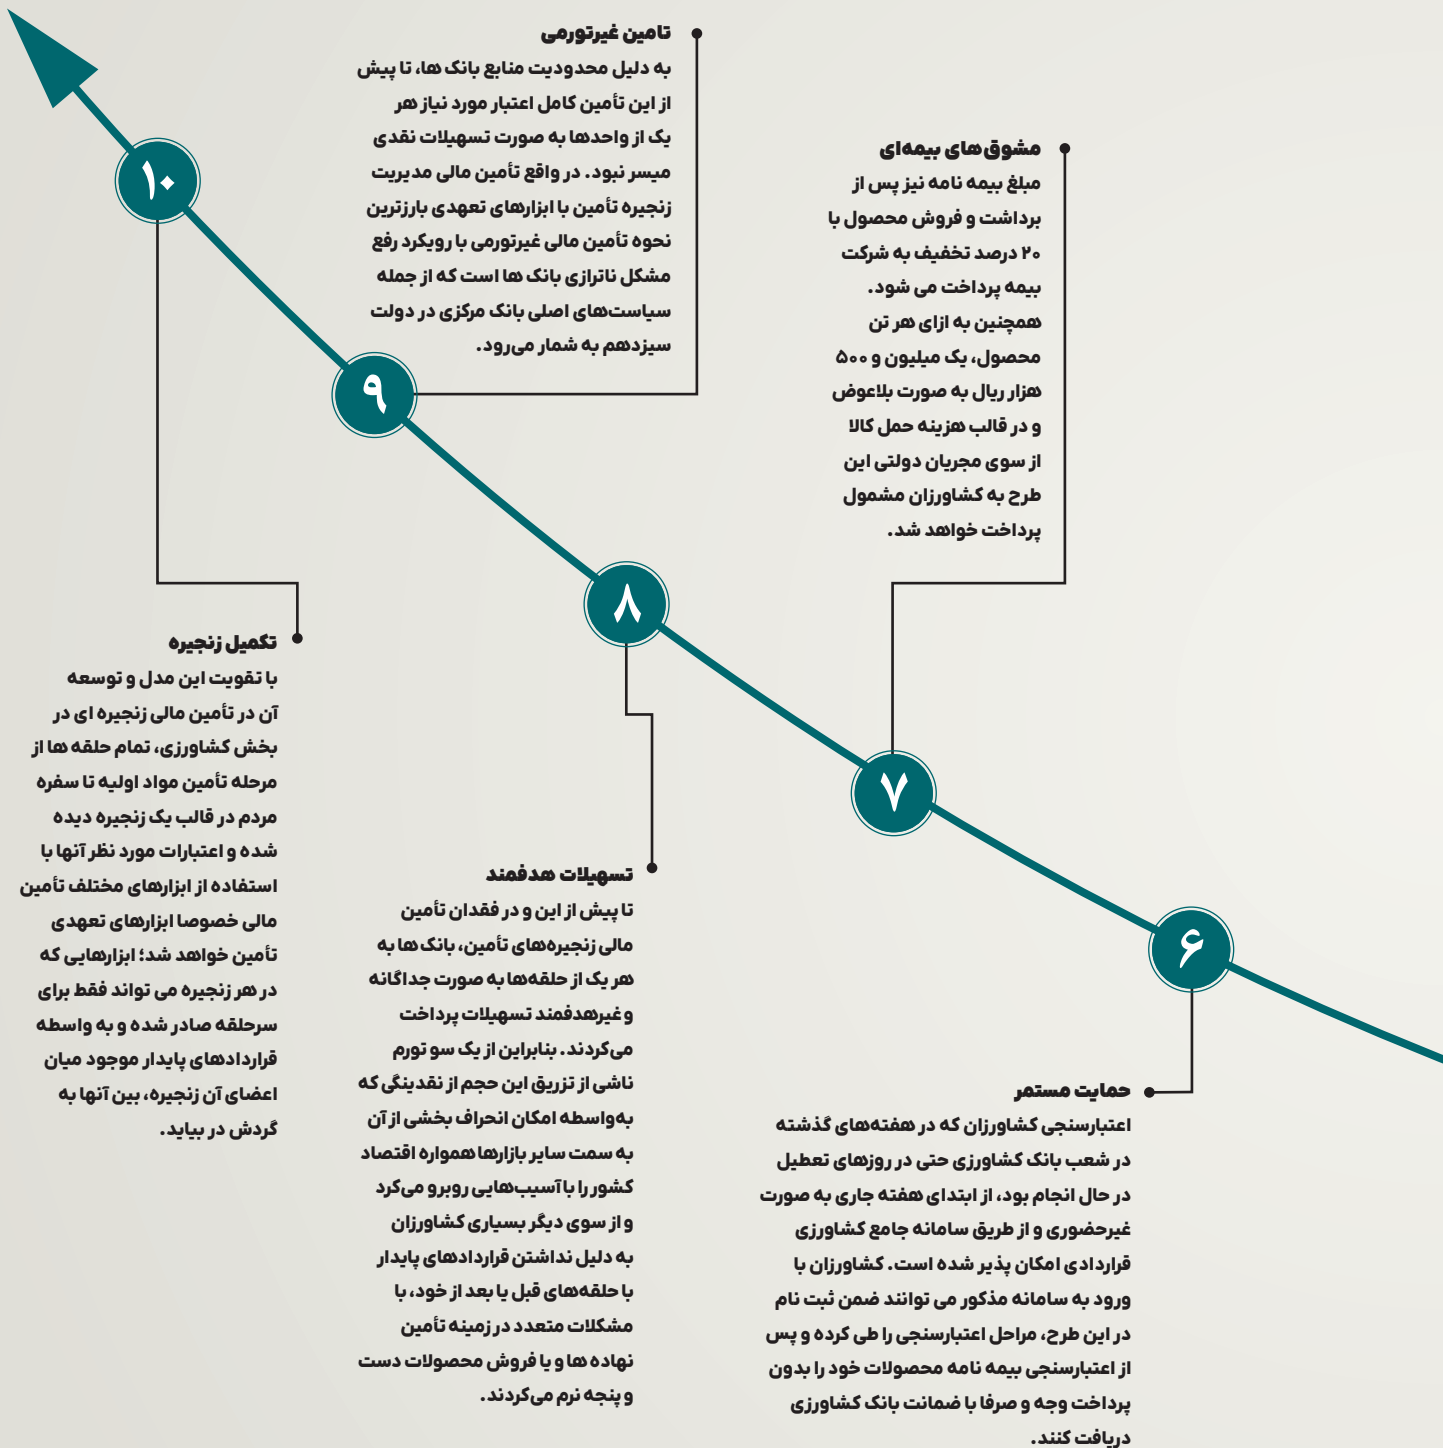 ۶
حمایت مستمر
اعتبارسنجی کشاورزان که در هفته‌های گذشته
در شعب بانک کشاورزی حتی در روزهای تعطیل
در حال انجام بود، از ابتدای هفته جاری به صورت
غیرحضوری و از طریق سامانه جامع کشاورزی
قراردادی امکان پذیر شده است. کشاورزان با
ورود به سامانه مذکور می توانند ضمن ثبت نام
در این طرح، مراحل اعتبارسنجی را طی کرده و پس
از اعتبارسنجی بیمه نامه محصولات خود را بدون
پرداخت وجه و صرفا با ضمانت بانک کشاورزی
دریافت کنند.
۷
مشوق‌های بیمه‌ای
مبلغ بیمه نامه نیز پس از
برداشت و فروش محصول با
۲۰ درصد تخفیف به شرکت
بیمه پرداخت می شود.
همچنین به ازای هر تن
محصول، یک میلیون و ۵۰۰
هزار ریال به صورت بلاعوض
و در قالب هزینه حمل کالا
از سوی مجریان دولتی این
طرح به کشاورزان مشمول
پرداخت خواهد شد.
۸
تسهیلات هدفمند
تا پیش از این و در فقدان تأمین
مالی زنجیره‌های تأمین، بانک ها به
هر یک از حلقه‌ها به صورت جداگانه
و غیرهدفمند تسهیلات پرداخت
می‌کردند. بنابراین از یک سو تورم
ناشی از تزریق این حجم از نقدینگی که
به‌واسطه امکان انحراف بخشی از آن
به سمت سایر بازارها همواره اقتصاد
کشور را با آسیب‌هایی روبرو می‌کرد
و از سوی دیگر بسیاری کشاورزان
به دلیل نداشتن قراردادهای پایدار
با حلقه‌های قبل یا بعد از خود، با
مشکلات متعدد در زمینه تأمین
نهاده ها و یا فروش محصولات دست
و پنجه نرم می‌کردند.
۹
تامین غیرتورمی
به دلیل محدودیت منابع بانک ها، تا پیش
از این تأمین کامل اعتبار مورد نیاز هر
یک از واحدها به صورت تسهیلات نقدی
میسر نبود. در واقع تأمین مالی مدیریت
زنجیره تأمین با ابزارهای تعهدی بارزترین
نحوه تأمین مالی غیرتورمی با رویکرد رفع
مشکل ناترازی بانک ها است که از جمله
سیاست‌های اصلی بانک مرکزی در دولت
سیزدهم به شمار می‌رود.
۱۰
تکمیل زنجیره
با تقویت این مدل و توسعه
آن در تأمین مالی زنجیره ای در
بخش کشاورزی، تمام حلقه ها از
مرحله تأمین مواد اولیه تا سفره
مردم در قالب یک زنجیره دیده
شده و اعتبارات مورد نظر آنها با
استفاده از ابزارهای مختلف تأمین
مالی خصوصا ابزارهای تعهدی
تأمین خواهد شد؛ ابزارهایی که
در هر زنجیره می تواند فقط برای
سرحلقه صادر شده و به واسطه
قراردادهای پایدار موجود میان
اعضای آن زنجیره، بین آنها به
گردش در بیاید.